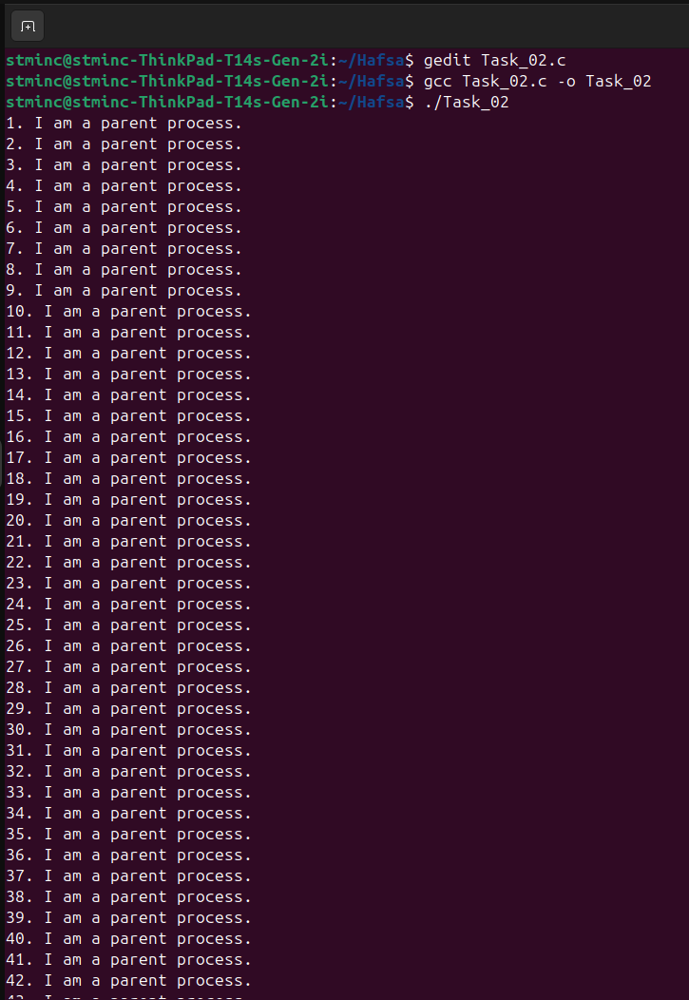 stminc@stminc-ThinkPad-T14s-Gen-2i:~/Hafsa$ gedit Task_02.c
stminc@stminc-ThinkPad-T14s-Gen-2i:~/Hafsa$ gcc Task_02.c -o Task_02
stminc@stminc-ThinkPad-T14s-Gen-2i:~/Hafsa$ ./Task_02
1. I am a parent process.
2. I am a parent process.
3. I am a parent process.
4. I am a parent process.
5. I am a parent process.
6. I am a parent process.
7. I am a parent process.
8. I am a parent process.
9. I am a parent process.
10. I am a parent process.
11. I am a parent process.
12. I am a parent process.
13. I am a parent process.
14. I am a parent process.
15. I am a parent process.
16. I am a parent process.
17. I am a parent process.
18. I am a parent process.
19. I am a parent process.
20. I am a parent process.
21. I am a parent process.
22. I am a parent process.
23. I am a parent process.
24. I am a parent process.
25. I am a parent process.
26. I am a parent process.
27. I am a parent process.
28. I am a parent process.
29. I am a parent process.
30. I am a parent process.
31. I am a parent process.
32. I am a parent process.
33. I am a parent process.
34. I am a parent process.
35. I am a parent process.
36. I am a parent process.
37. I am a parent process.
38. I am a parent process.
39. I am a parent process.
40. I am a parent process.
41. I am a parent process.
42. I am a parent process.